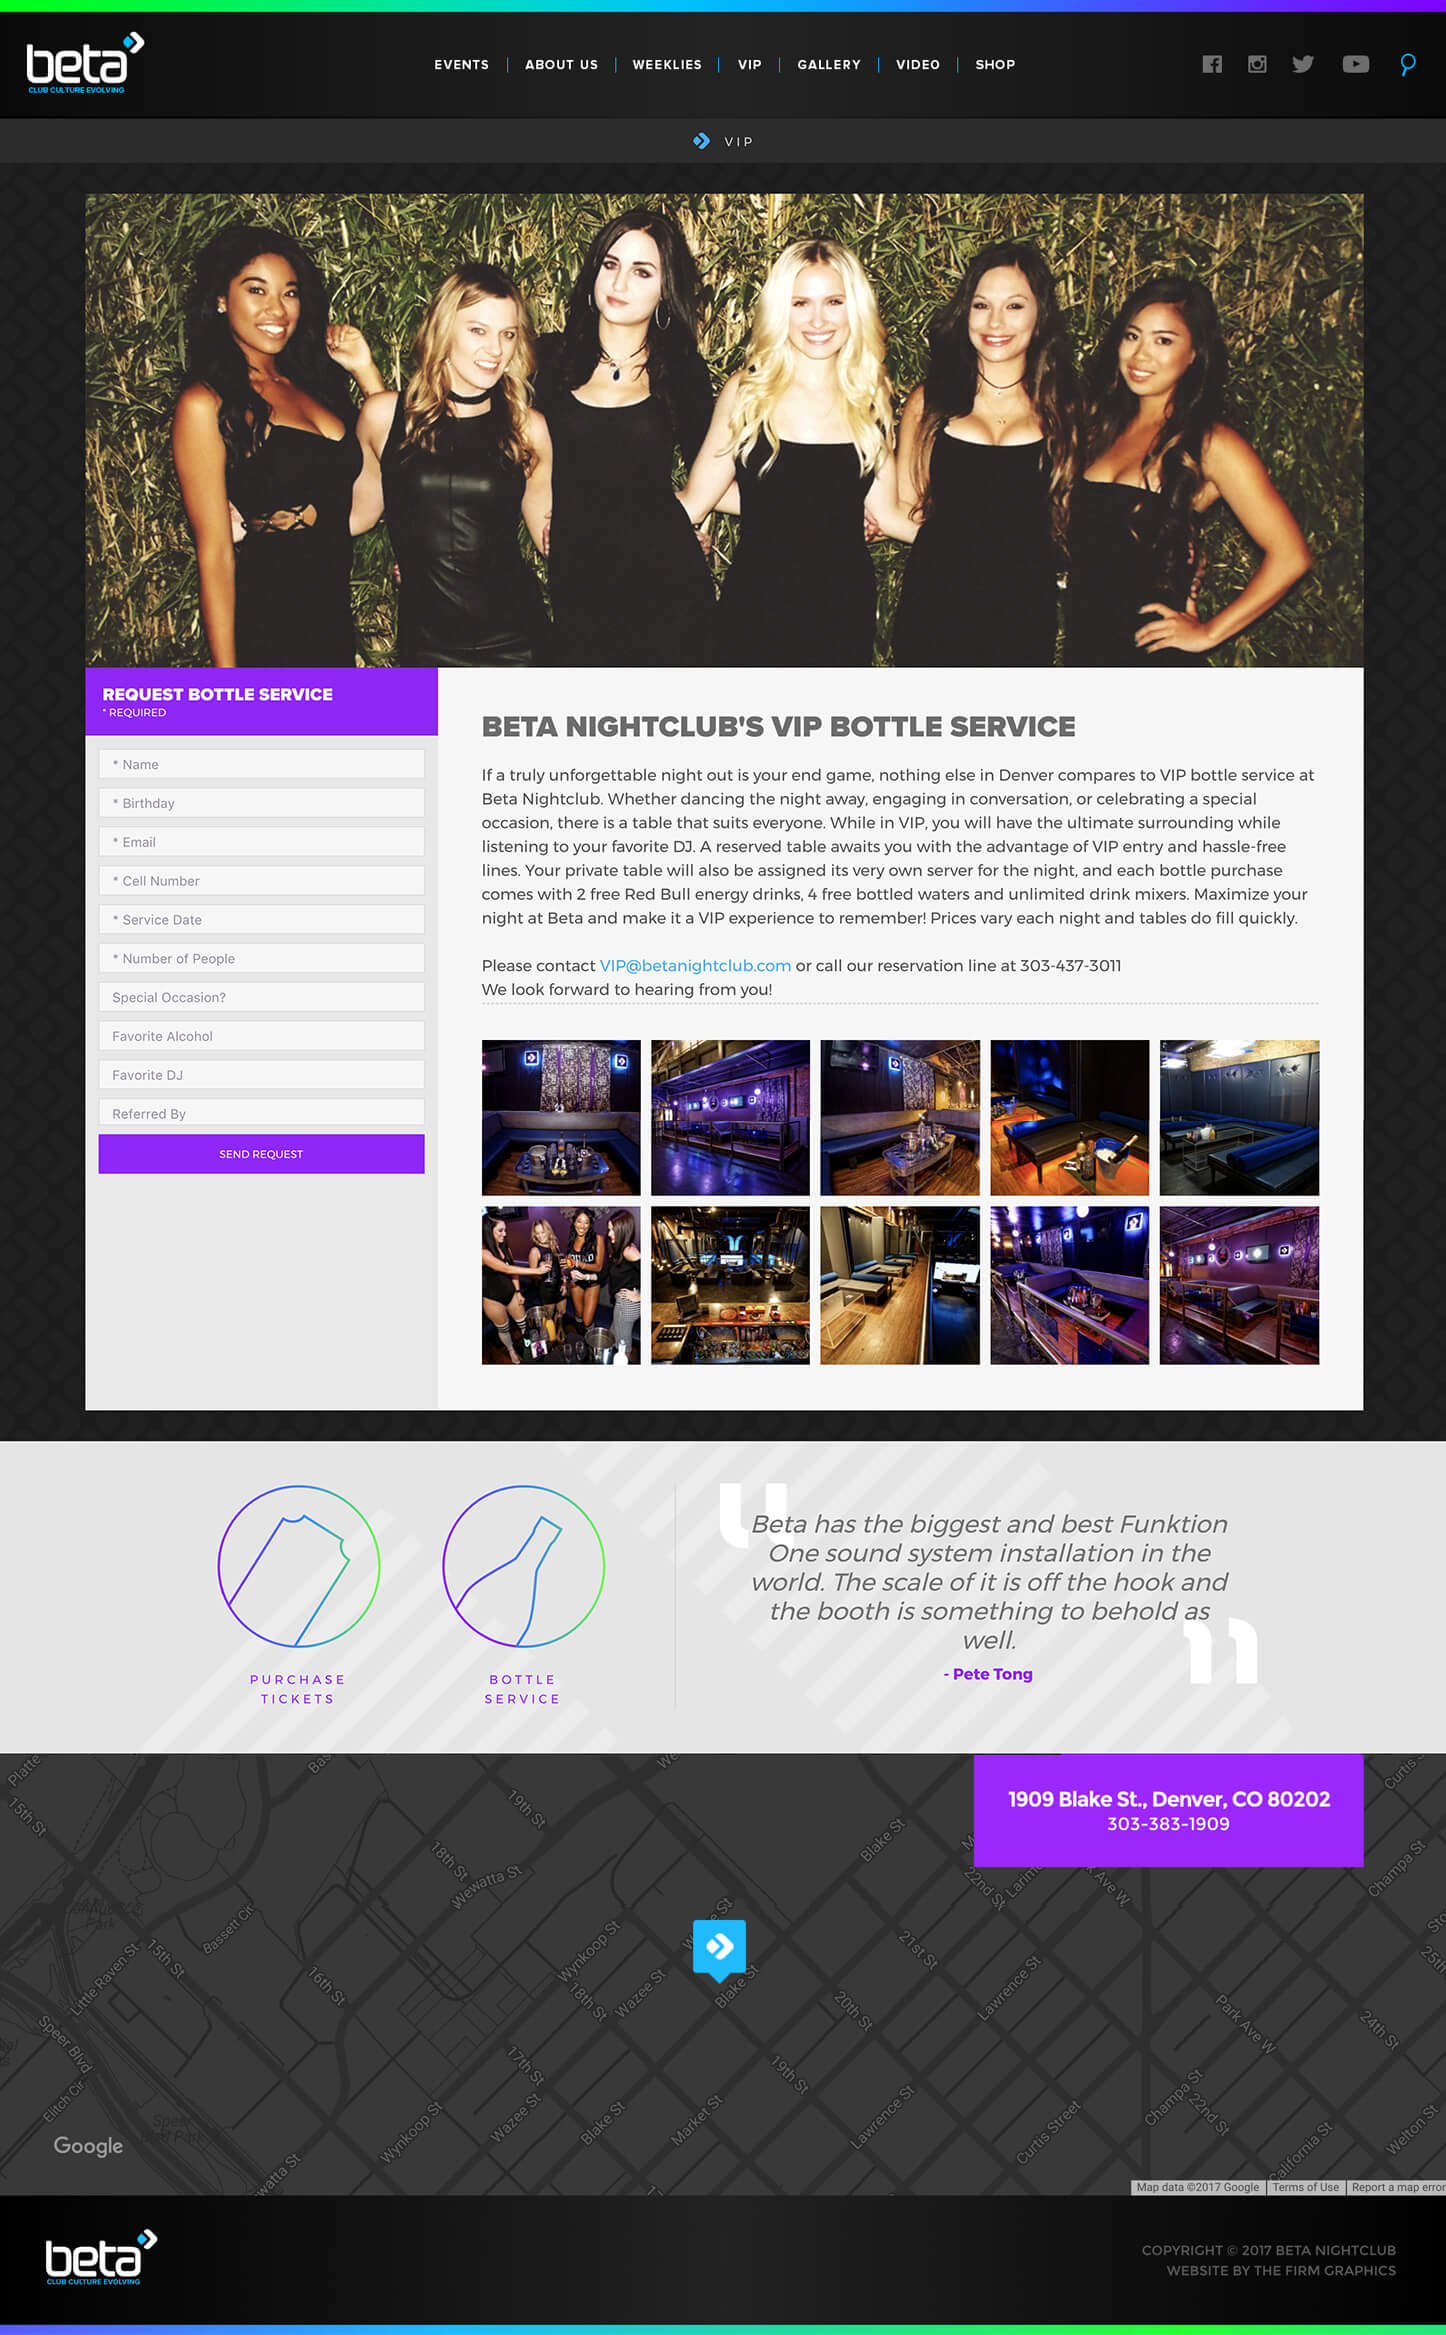 beta
CLUB CULTURE EVOLVING
EVENTS
ABOUT US
WEEKLIES
VIP
GALLERY
VIDEO
SHOP
VIP
REQUEST BOTTLE SERVICE
* REQUIRED
* Name
* Birthday
* Email
* Cell Number
* Service Date
* Number of People
Special Occasion?
Favorite Alcohol
Favorite DJ
Referred By
SEND REQUEST
BETA NIGHTCLUB'S VIP BOTTLE SERVICE
If a truly unforgettable night out is your end game, nothing else in Denver compares to VIP bottle service at
Beta Nightclub. Whether dancing the night away, engaging in conversation, or celebrating a special
occasion, there is a table that suits everyone. While in VIP, you will have the ultimate surrounding while
listening to your favorite DJ. A reserved table awaits you with the advantage of VIP entry and hassle-free
lines. Your private table will also be assigned its very own server for the night, and each bottle purchase
comes with 2 free Red Bull energy drinks, 4 free bottled waters and unlimited drink mixers. Maximize your
night at Beta and make it a VIP experience to remember! Prices vary each night and tables do fill quickly.
Please contact VIP@betanightclub.com or call our reservation line at 303-437-3011
We look forward to hearing from you!
PURCHASE
TICKETS
BOTTLE
SERVICE
Beta has the biggest and best Funktion
One sound system installation in the
world. The scale of it is off the hook and
the booth is something to behold as
well.
- Pete Tong
1909 Blake St., Denver, CO 80202
303-383-1909
Platte
15th St
19th St
Blake St
22nd St
Park Ave W
Curtis St
Champa St
18th St
Wewatta St
Bassett Cir
15th St
Little Raven St
16th St
Wynkoop St
18th St
Wazee St
Blake St
21st St
20th St
Lawrence St
Park Ave W
24th St
25th St
Speer Blvd
Elitch Cir
17th St
19th St
Wynkoop St
Wazee St
Blake St
Market St
Lawrence St
Curtis Street
Champa St
22nd St
California St
Welton St
Google
Map data ©2017 Google
Terms of Use
Report a map error
beta
CLUB CULTURE EVOLVING
COPYRIGHT © 2017 BETA NIGHTCLUB
WEBSITE BY THE FIRM GRAPHICS